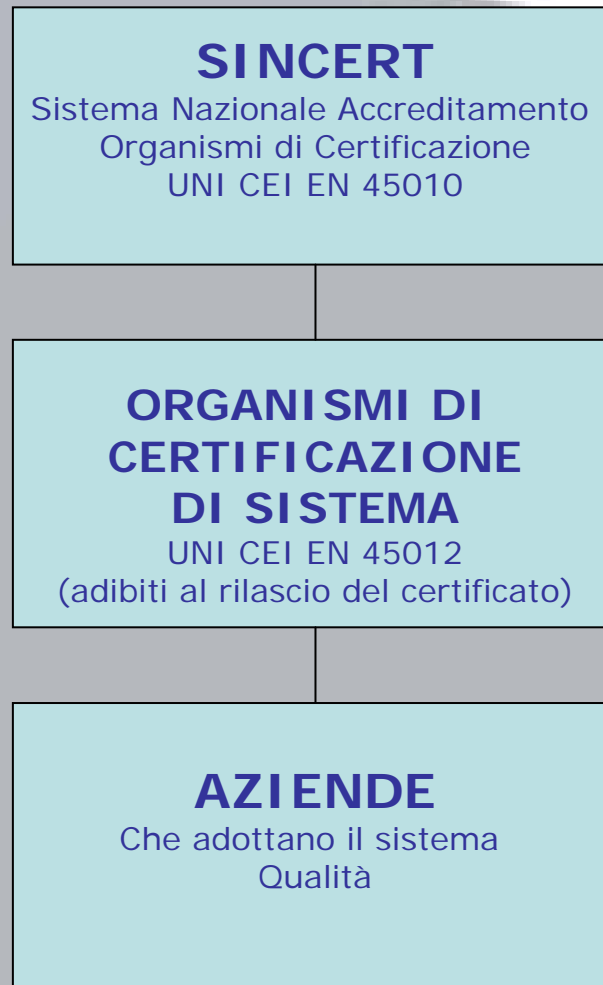 SINCERT
Sistema Nazionale Accreditamento
Organismi di Certificazione
UNI CEI EN 45010
ORGANISMI DI
CERTIFICAZIONE
DI SISTEMA
UNI CEI EN 45012
(adibiti al rilascio del certificato)
AZIENDE
Che adottano il sistema
Qualità